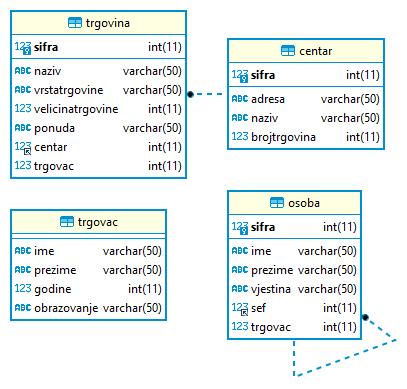 trgovina
123 sifra int(11)
ABC naziv varchar(50)
ABC vrstatrgovine varchar(50)
123 velicinatrgovine int(11)
ABC ponuda varchar(50)
123 centar int(11)
123 trgovac int(11)
centar
123 sifra int(11)
ABC adresa varchar(50)
ABC naziv varchar(50)
123 brojtrgovina int(11)
trgovac
ABC ime varchar(50)
ABC prezime varchar(50)
123 godine int(11)
ABC obrazovanje varchar(50)
osoba
123 sifra int(11)
ABC ime varchar(50)
ABC prezime varchar(50)
ABC vjestina varchar(50)
123 sef int(11)
123 trgovac int(11)